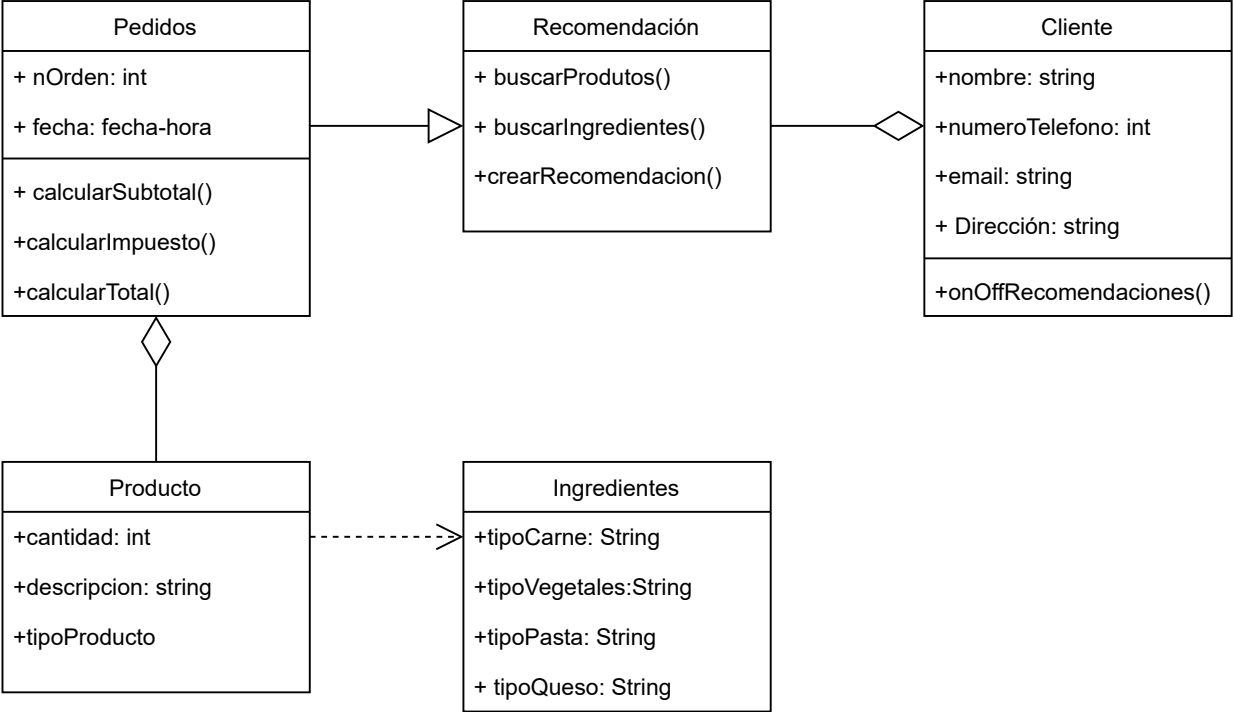 Pedidos
+ nOrden: int
+ fecha: fecha-hora
+ calcularSubtotal()
+calcularImpuesto()
+calcularTotal()
Recomendación
+ buscarProdutos()
+ buscarIngredientes()
+crearRecomendacion()
Cliente
+nombre: string
+numeroTelefono: int
+email: string
+ Dirección: string
+onOffRecomendaciones()
Producto
+cantidad: int
+descripcion: string
+tipoProducto
Ingredientes
+tipoCarne: String
+tipoVegetales:String
+tipoPasta: String
+ tipoQueso: String